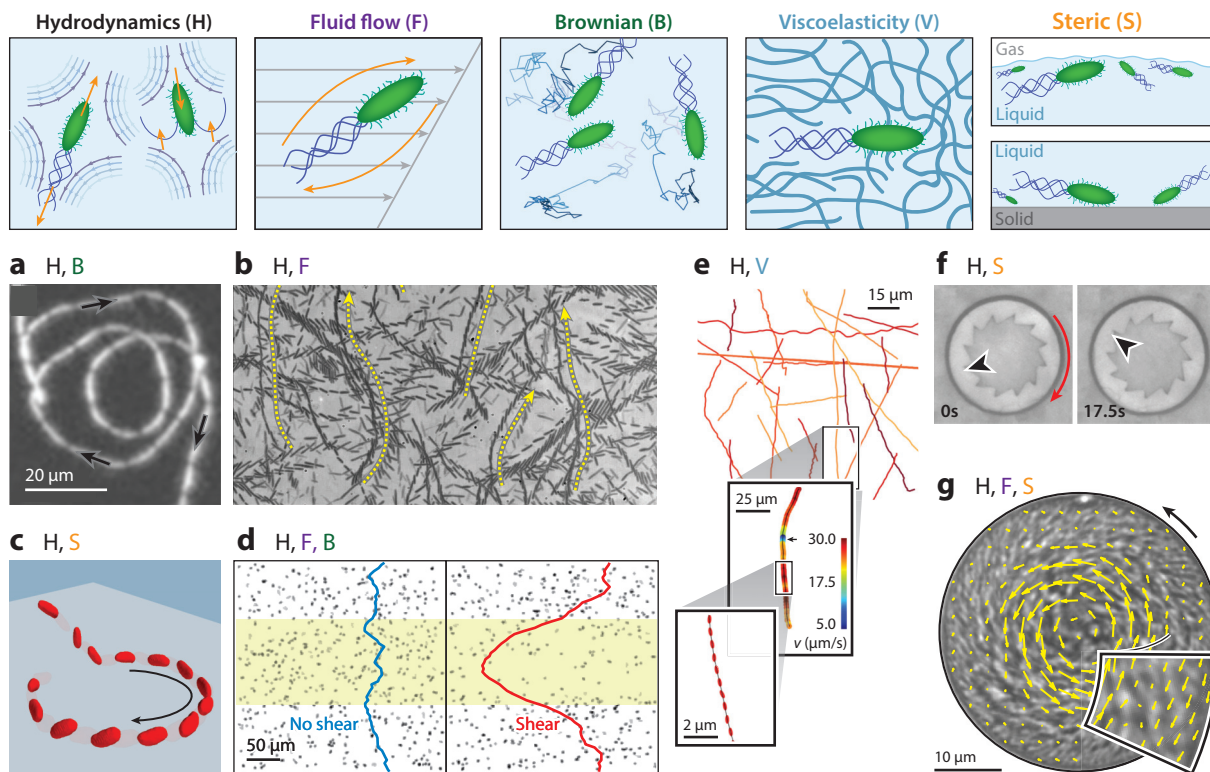 Hydrodynamics (H)
Fluid flow (F)
Brownian (B)
Viscoelasticity (V)
Steric (S)
Gas
Liquid
Liquid
Solid
a H, B
20 µm
b H, F
c H, S
d H, F, B
No shear
Shear
50 µm
e H, V
15 µm
25 µm
30.0
17.5
5.0
v (µm/s)
2 µm
f H, S
0s
17.5s
g H, F, S
10 µm